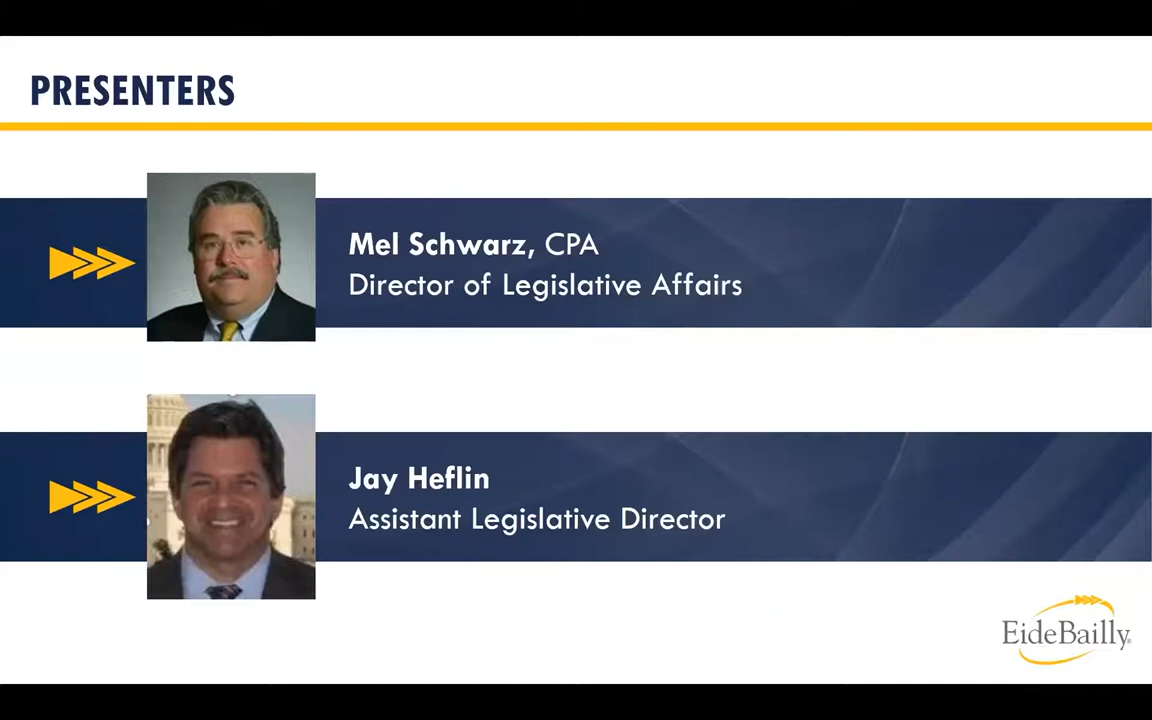 PRESENTERS
Mel Schwarz, CPA
Director of Legislative Affairs
Jay Heflin
Assistant Legislative Director
EideBailly®